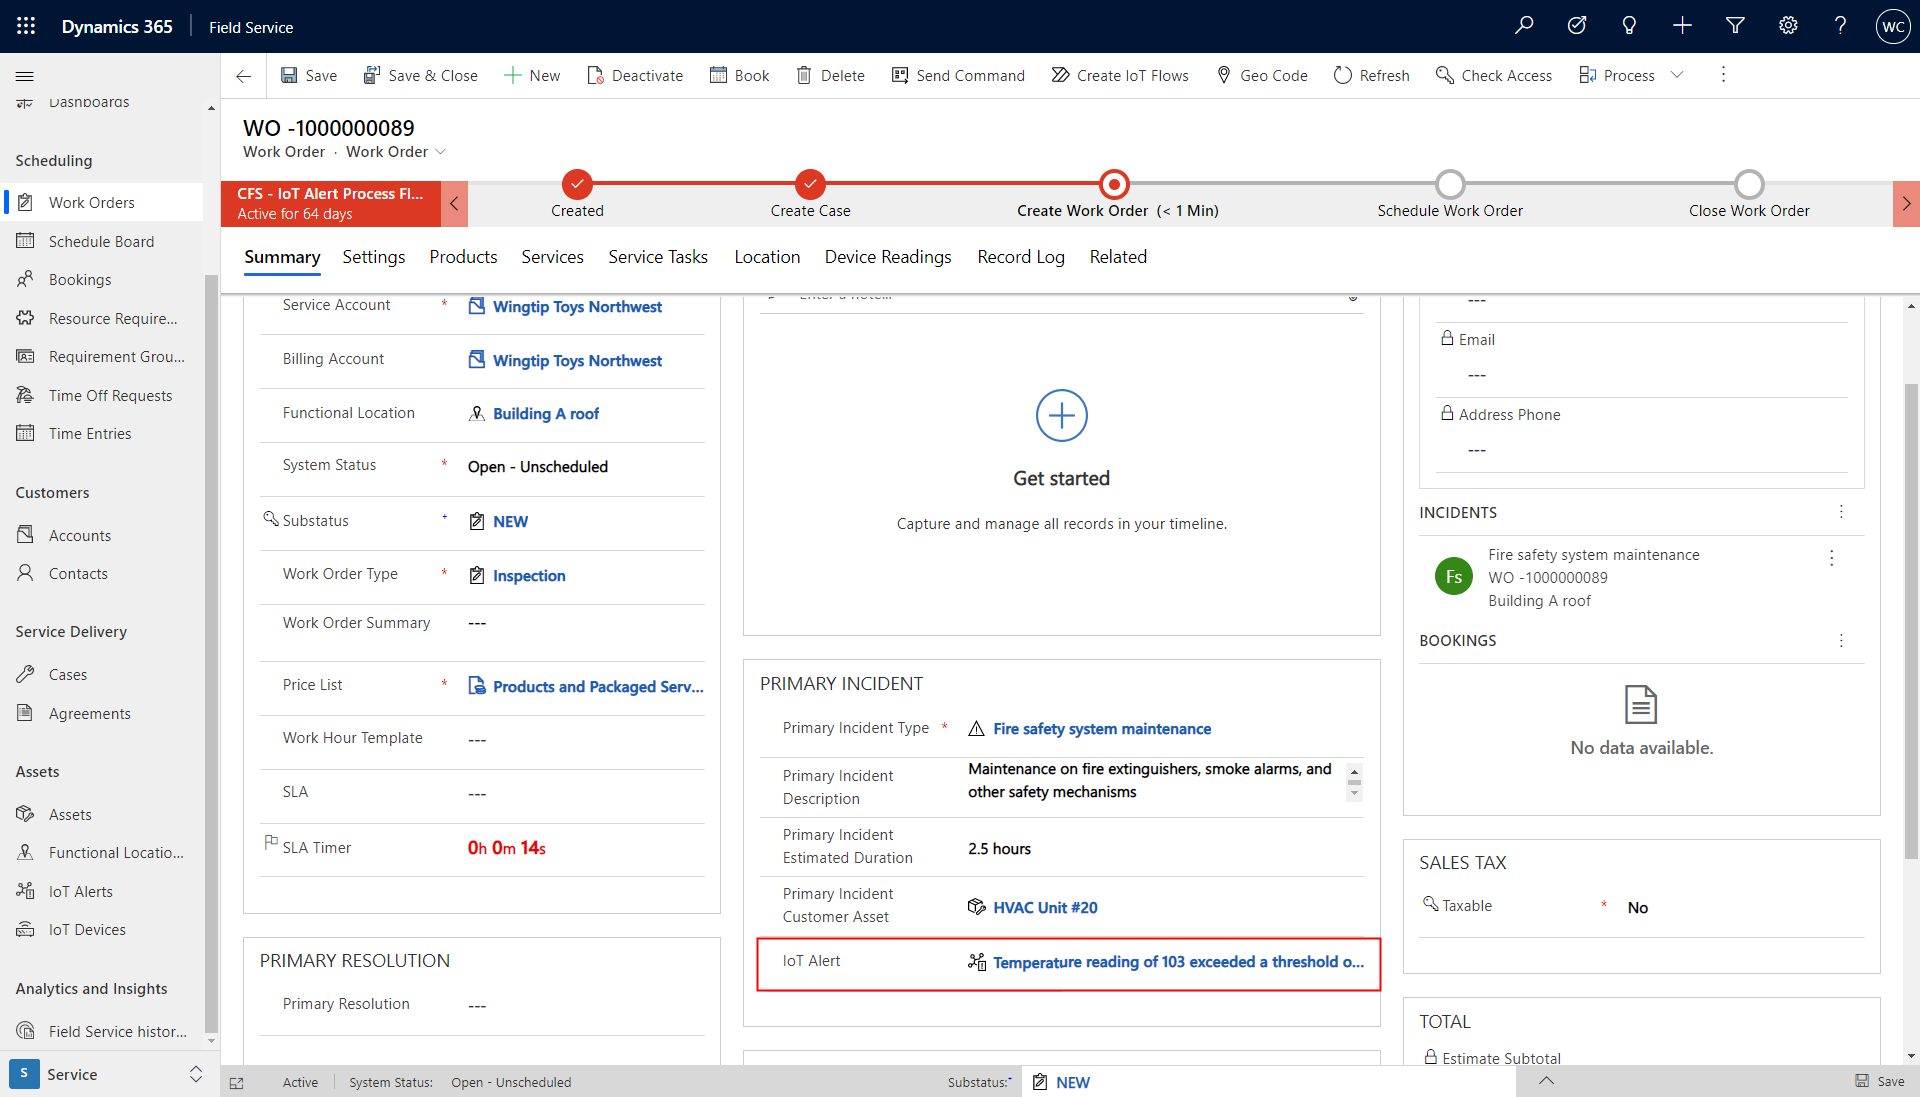 Dynamics 365
Field Service
WC
Save
Save & Close
New
Deactivate
Book
Delete
Send Command
Create IoT Flows
Geo Code
Refresh
Check Access
Process
Dashboards
Scheduling
Work Orders
Schedule Board
Bookings
Resource Require...
Requirement Grou...
Time Off Requests
Time Entries
Customers
Accounts
Contacts
Service Delivery
Cases
Agreements
Assets
Assets
Functional Locatio...
IoT Alerts
IoT Devices
Analytics and Insights
Field Service histor...
S
Service
WO -1000000089
Work Order · Work Order
CFS - IoT Alert Process Fl...
Active for 64 days
Created
Create Case
Create Work Order (< 1 Min)
Schedule Work Order
Close Work Order
Summary
Settings
Products
Services
Service Tasks
Location
Device Readings
Record Log
Related
Service Account * Wingtip Toys Northwest
Billing Account Wingtip Toys Northwest
Functional Location Building A roof
System Status * Open - Unscheduled
Substatus + NEW
Work Order Type * Inspection
Work Order Summary ---
Price List * Products and Packaged Serv...
Work Hour Template ---
SLA ---
SLA Timer 0h 0m 14s
PRIMARY RESOLUTION
Primary Resolution ---
Get started
Capture and manage all records in your timeline.
PRIMARY INCIDENT
Primary Incident Type * Fire safety system maintenance
Primary Incident
Description
Maintenance on fire extinguishers, smoke alarms, and
other safety mechanisms
Primary Incident
Estimated Duration
2.5 hours
Primary Incident
Customer Asset
HVAC Unit #20
IoT Alert Temperature reading of 103 exceeded a threshold o...
---
Email
---
Address Phone
---
INCIDENTS
Fs
Fire safety system maintenance
WO -1000000089
Building A roof
BOOKINGS
No data available.
SALES TAX
Taxable * No
TOTAL
Estimate Subtotal
Active
System Status: Open - Unscheduled
Substatus:+ NEW
Save